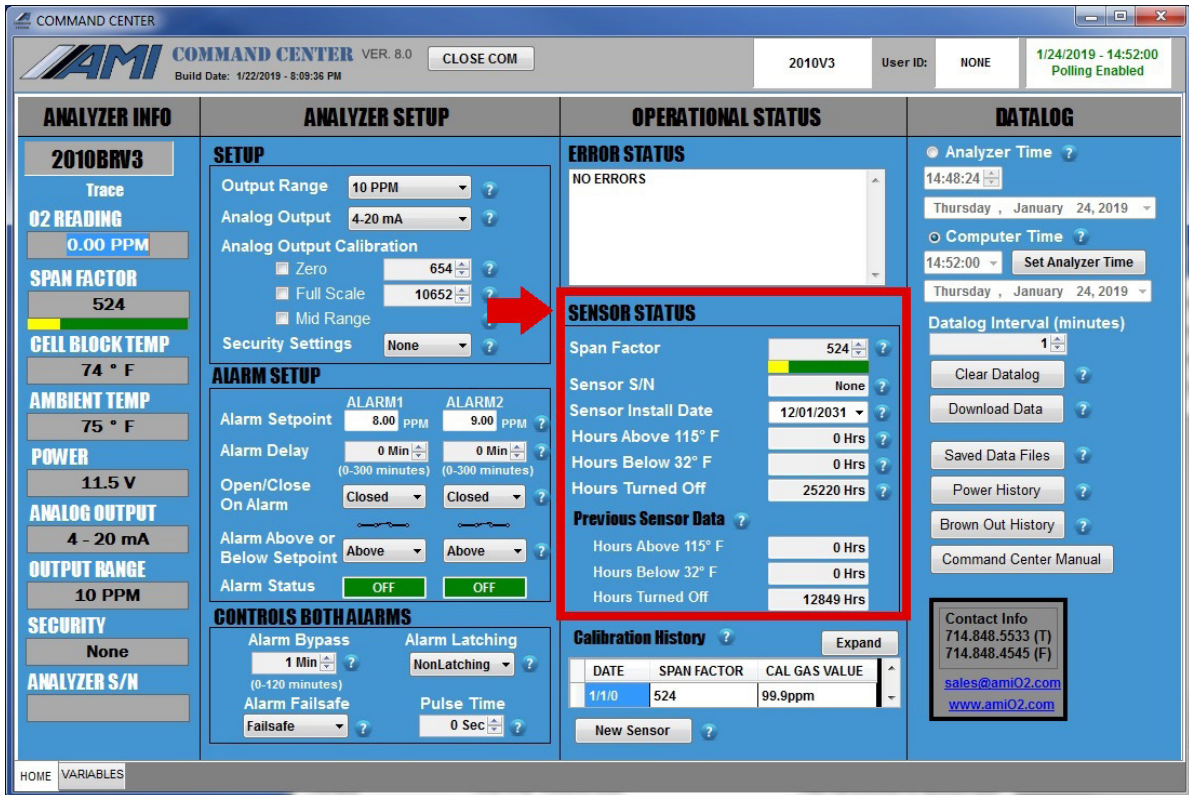 COMMAND CENTER
AMI
COMMAND CENTER VER. 8.0
Build Date: 1/22/2019 - 8:09:36 PM
CLOSE COM
2010V3
User ID:
NONE
1/24/2019 - 14:52:00
Polling Enabled
ANALYZER INFO
2010BRV3
Trace
O2 READING
0.00 PPM
SPAN FACTOR
524
CELL BLOCK TEMP
74 ° F
AMBIENT TEMP
75 ° F
POWER
11.5 V
ANALOG OUTPUT
4 - 20 mA
OUTPUT RANGE
10 PPM
SECURITY
None
ANALYZER S/N
ANALYZER SETUP
SETUP
Output Range 10 PPM ?
Analog Output 4-20 mA ?
Analog Output Calibration
Zero 654 ?
Full Scale 10652 ?
Mid Range
Security Settings None ?
ALARM SETUP
ALARM1 ALARM2
Alarm Setpoint 8.00 PPM 9.00 PPM ?
Alarm Delay 0 Min 0 Min ?
(0-300 minutes) (0-300 minutes)
Open/Close
On Alarm
Closed Closed ?
Alarm Above or
Below Setpoint
Above Above ?
Alarm Status OFF OFF
CONTROLS BOTH ALARMS
Alarm Bypass Alarm Latching
1 Min ? NonLatching ?
(0-120 minutes)
Alarm Failsafe Pulse Time
Failsafe ? 0 Sec ?
OPERATIONAL STATUS
ERROR STATUS
NO ERRORS
SENSOR STATUS
Span Factor 524 ?
Sensor S/N None ?
Sensor Install Date 12/01/2031 ?
Hours Above 115° F 0 Hrs ?
Hours Below 32° F 0 Hrs ?
Hours Turned Off 25220 Hrs ?
Previous Sensor Data ?
Hours Above 115° F 0 Hrs
Hours Below 32° F 0 Hrs
Hours Turned Off 12849 Hrs
Calibration History ? Expand
DATE SPAN FACTOR CAL GAS VALUE
1/1/0 524 99.9ppm
New Sensor ?
DATALOG
Analyzer Time ?
14:48:24
Thursday , January 24, 2019
Computer Time ?
14:52:00 Set Analyzer Time
Thursday , January 24, 2019
Datalog Interval (minutes)
1
Clear Datalog ?
Download Data ?
Saved Data Files ?
Power History ?
Brown Out History ?
Command Center Manual
Contact Info
714.848.5533 (T)
714.848.4545 (F)
sales@amiO2.com
www.amiO2.com
HOME VARIABLES